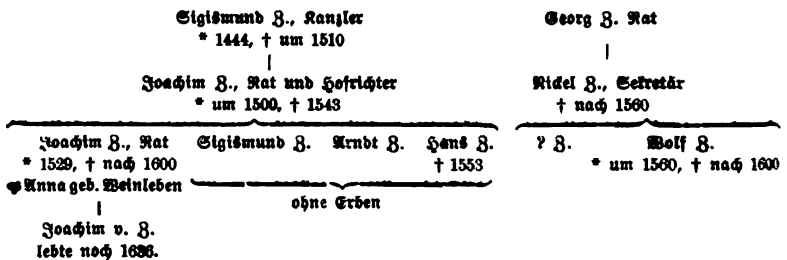 Sigismund Z., Kanzler
* 1444, † um 1510
Georg Z. Rat
Joachim Z., Rat und Hofrichter
* um 1500, † 1543
Nickel Z., Sekretär
† nach 1560
Joachim Z., Rat
* 1529, † nach 1600
⚭ Anna geb. Weinleben
Sigismund Z.
Arndt Z.
Hans Z.
† 1553
? Z.
Wolf Z.
* um 1560, † nach 1600
ohne Erben
Joachim v. Z.
lebte noch 1636.